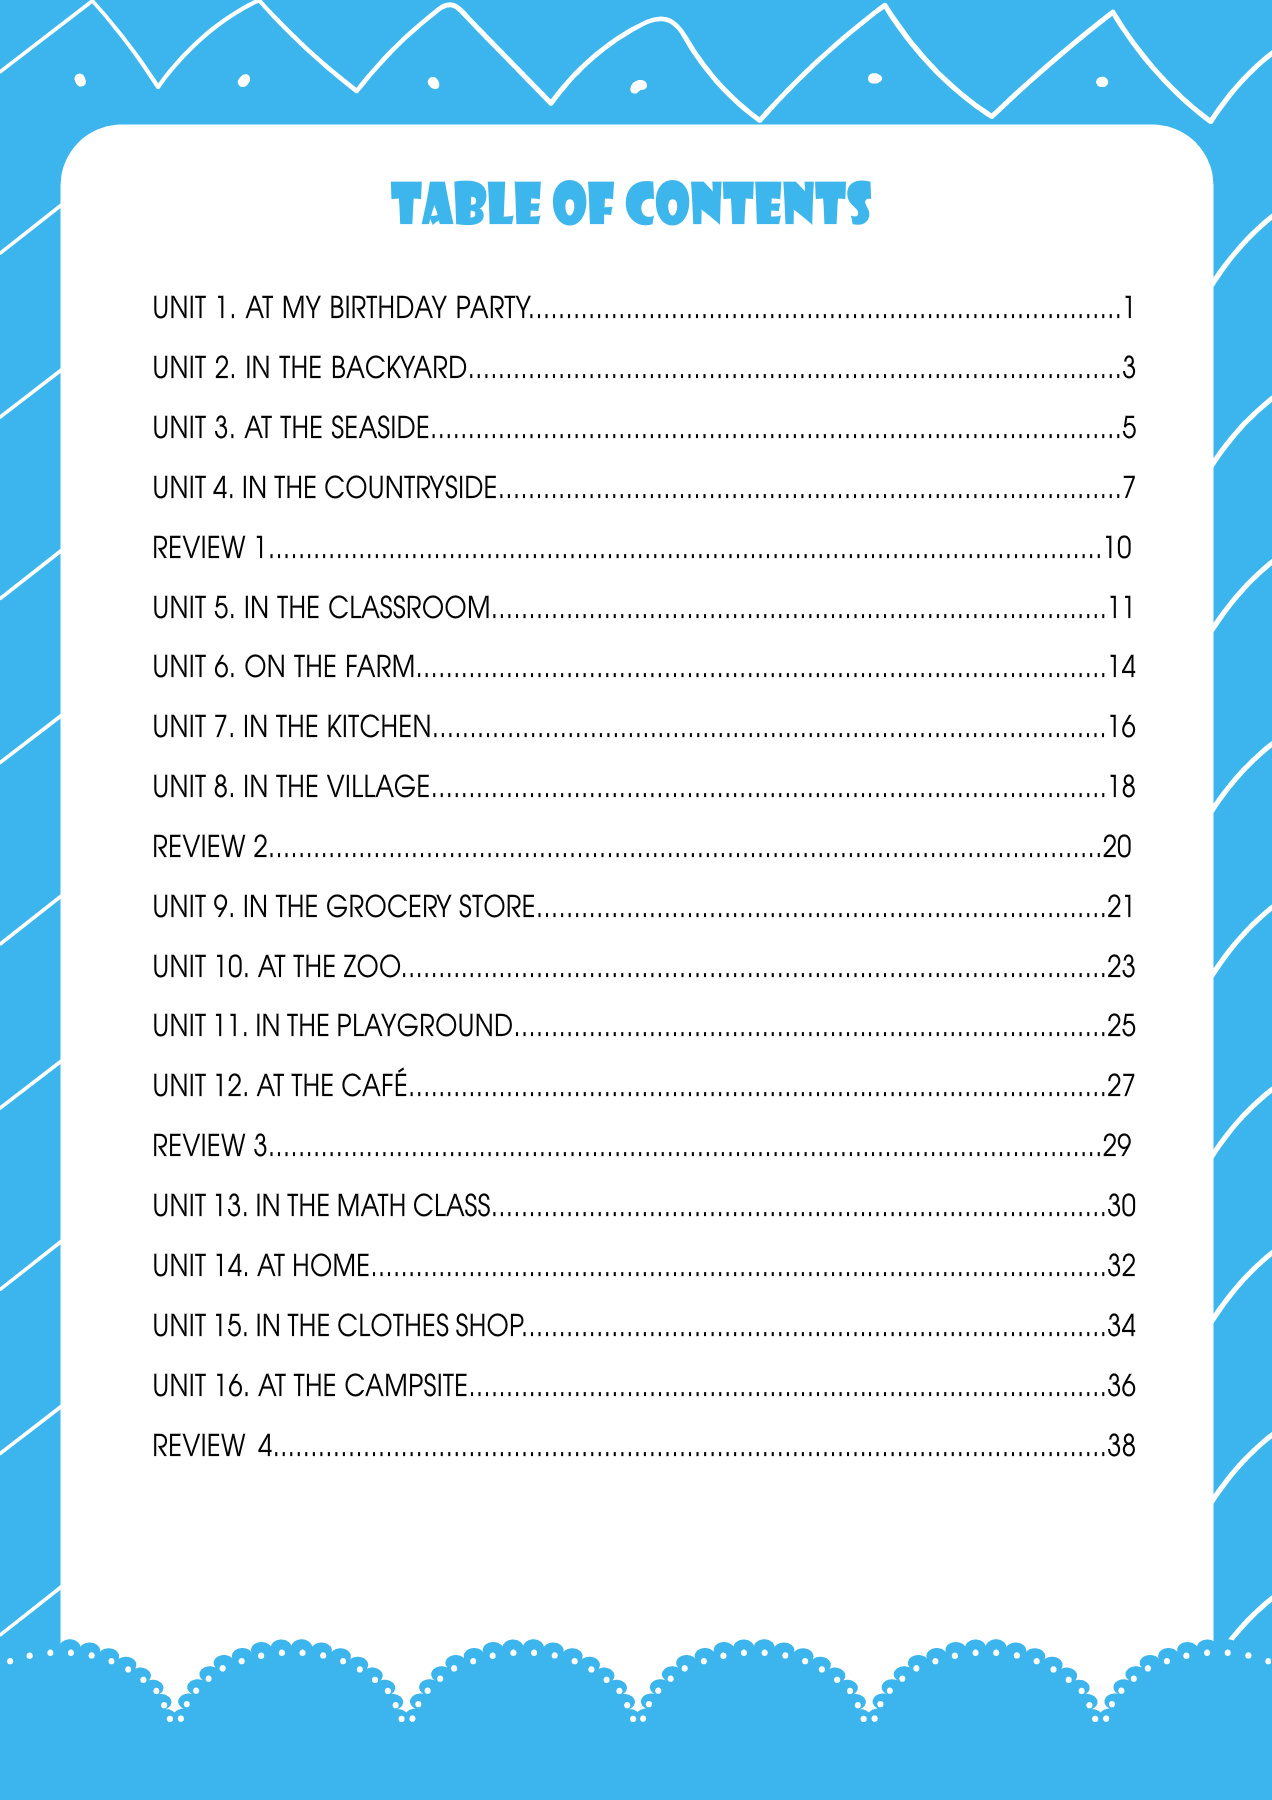 TABLE OF CONTENTS
UNIT 1. AT MY BIRTHDAY PARTY...............................................................................1
UNIT 2. IN THE BACKYARD.......................................................................................3
UNIT 3. AT THE SEASIDE............................................................................................5
UNIT 4. IN THE COUNTRYSIDE...................................................................................7
REVIEW 1...............................................................................................................10
UNIT 5. IN THE CLASSROOM..................................................................................11
UNIT 6. ON THE FARM............................................................................................14
UNIT 7. IN THE KITCHEN..........................................................................................16
UNIT 8. IN THE VILLAGE..........................................................................................18
REVIEW 2...............................................................................................................20
UNIT 9. IN THE GROCERY STORE............................................................................21
UNIT 10. AT THE ZOO..............................................................................................23
UNIT 11. IN THE PLAYGROUND...............................................................................25
UNIT 12. AT THE CAFÉ.............................................................................................27
REVIEW 3...............................................................................................................29
UNIT 13. IN THE MATH CLASS..................................................................................30
UNIT 14. AT HOME..................................................................................................32
UNIT 15. IN THE CLOTHES SHOP..............................................................................34
UNIT 16. AT THE CAMPSITE.....................................................................................36
REVIEW 4...............................................................................................................38